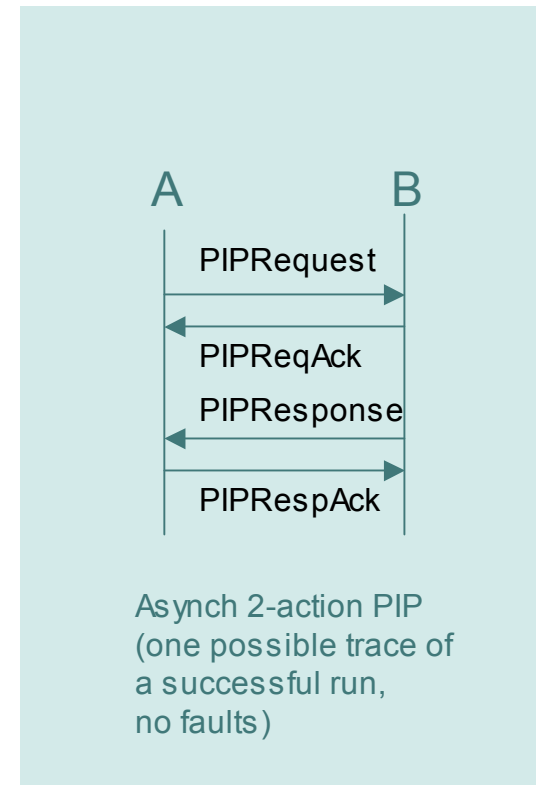 A B
PIPRequest
PIPReqAck
PIPResponse
PIPRespAck
Asynch 2-action PIP
(one possible trace of
a successful run,
no faults)